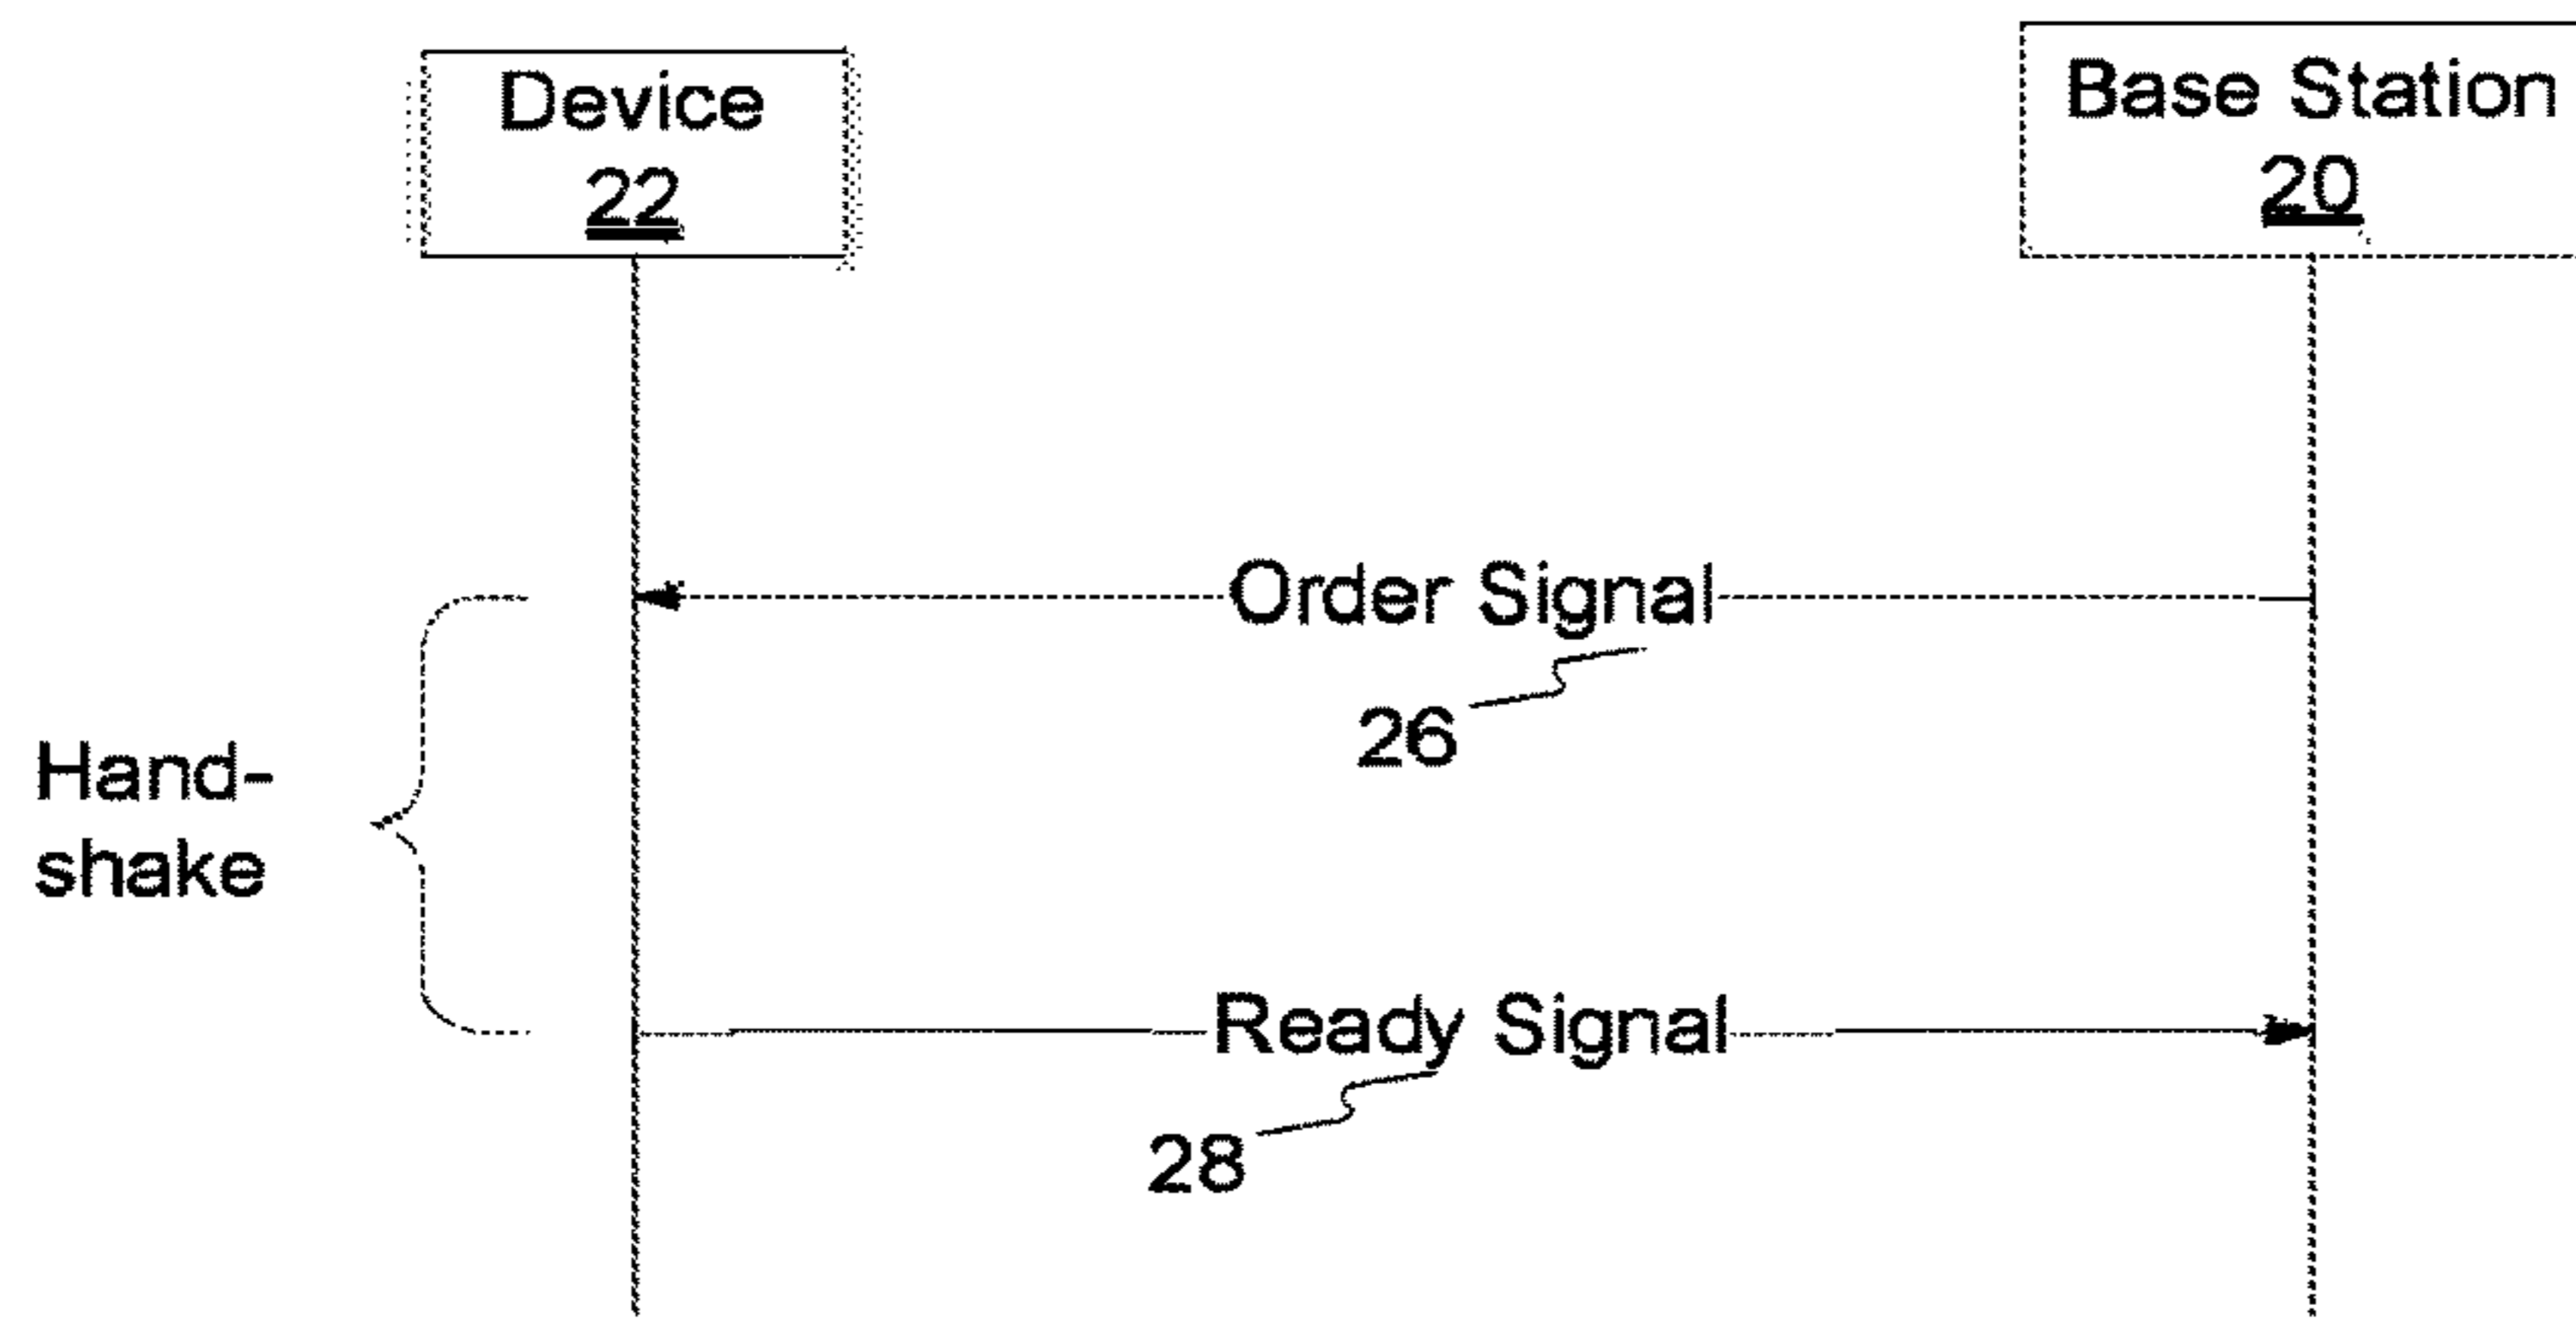 Device
22
Base Station
20
Order Signal
26
Hand-
shake
Ready Signal
28